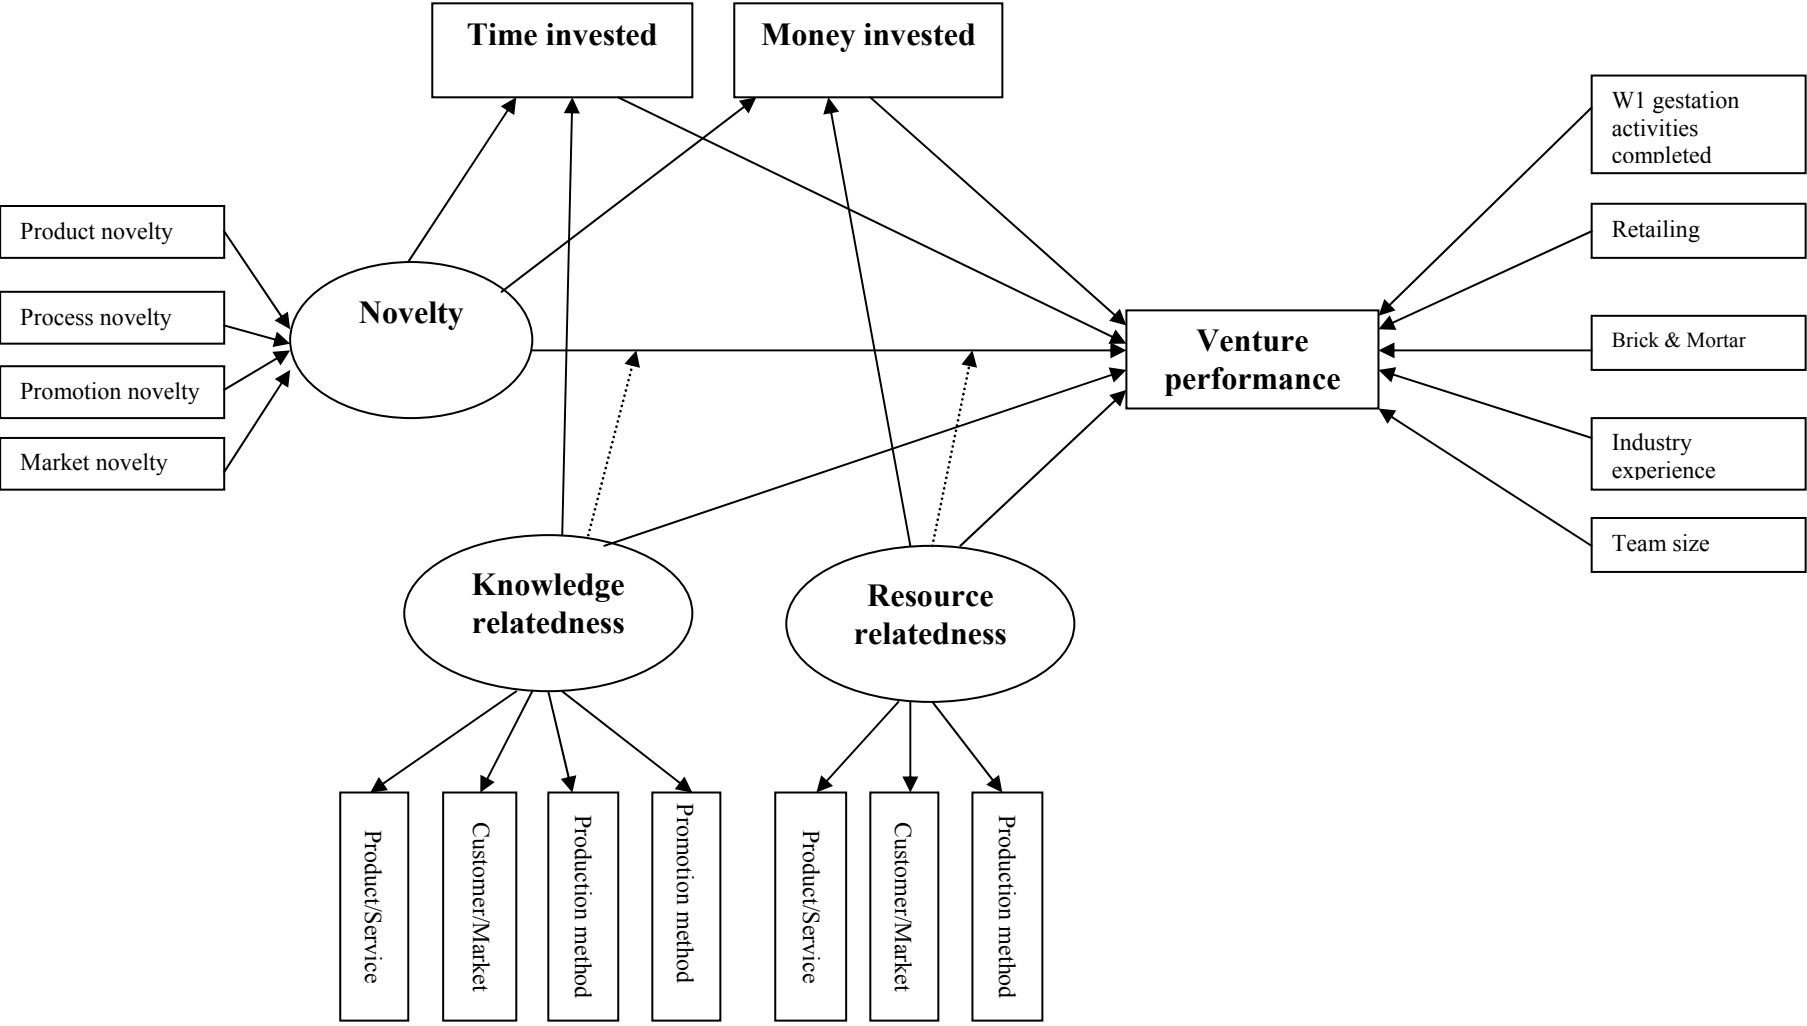 Time invested
Money invested
W1 gestation
activities
completed
Product novelty
Retailing
Process novelty
Novelty
Venture
performance
Brick & Mortar
Promotion novelty
Market novelty
Industry
experience
Team size
Knowledge
relatedness
Resource
relatedness
Product/Service
Customer/Market
Production method
Promotion method
Product/Service
Customer/Market
Production method